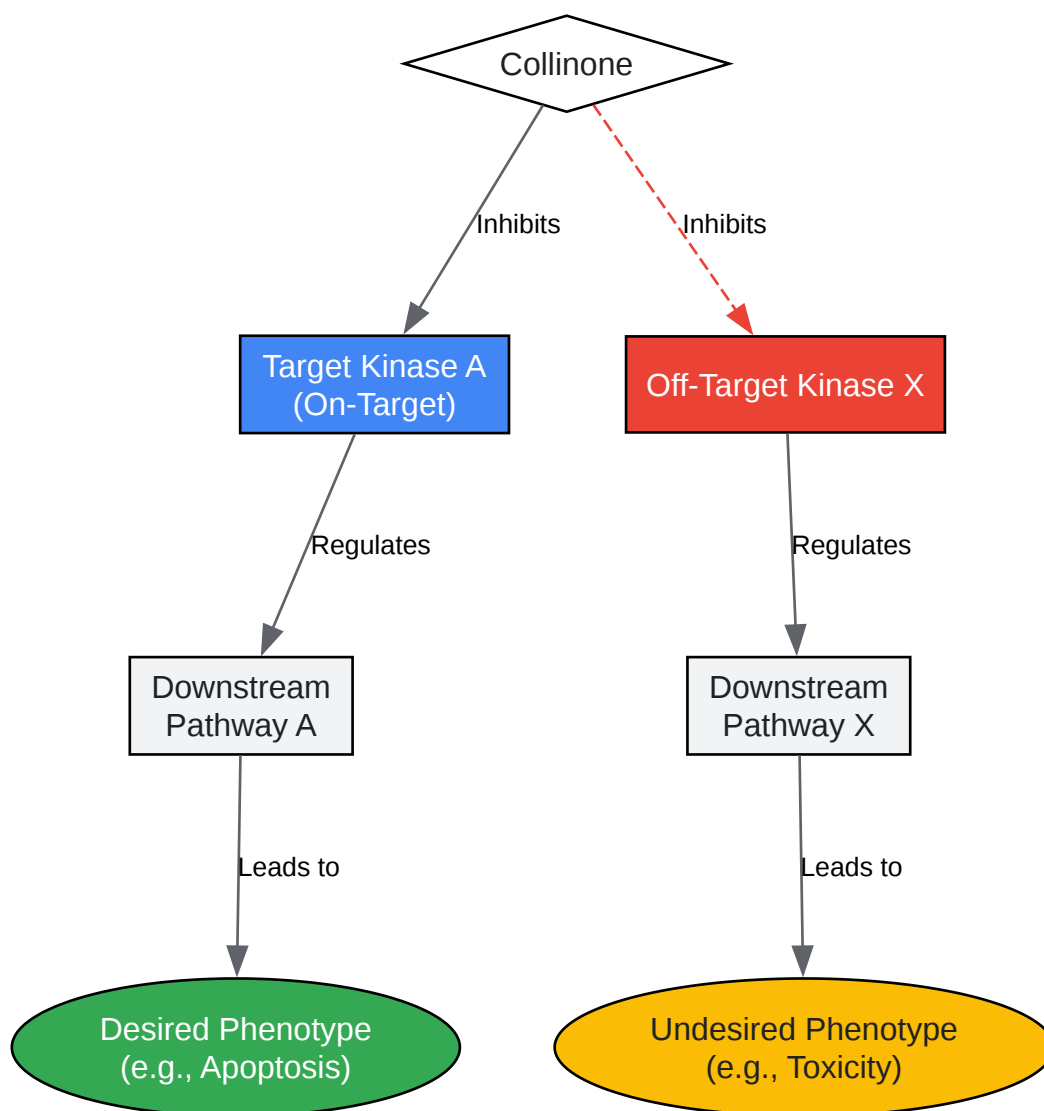 Collinone
Inhibits
Inhibits
Target Kinase A
(On-Target)
Off-Target Kinase X
Regulates
Regulates
Downstream
Pathway A
Downstream
Pathway X
Leads to
Leads to
Desired Phenotype
(e.g., Apoptosis)
Undesired Phenotype
(e.g., Toxicity)